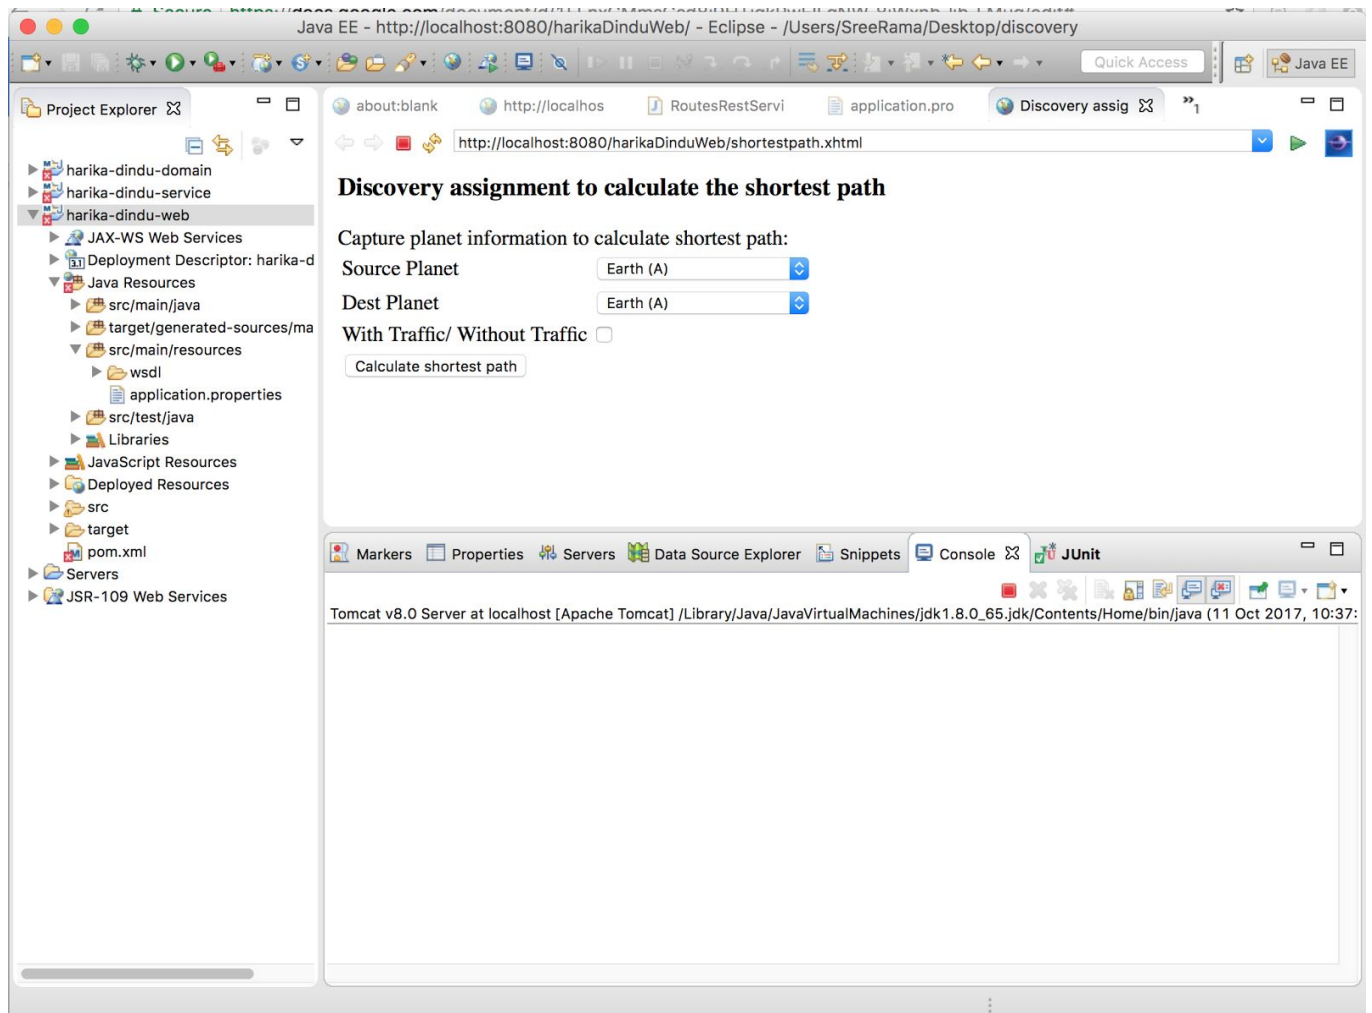 Java EE - http://localhost:8080/harikaDinduWeb/ - Eclipse - /Users/SreeRama/Desktop/discovery
Quick Access
Java EE
Project Explorer
harika-dindu-domain
harika-dindu-service
harika-dindu-web
JAX-WS Web Services
Deployment Descriptor: harika-d
Java Resources
src/main/java
target/generated-sources/ma
src/main/resources
wsdl
application.properties
src/test/java
Libraries
JavaScript Resources
Deployed Resources
src
target
pom.xml
Servers
JSR-109 Web Services
about:blank http://localhos RoutesRestServi application.pro Discovery assig »1
http://localhost:8080/harikaDinduWeb/shortestpath.xhtml
Discovery assignment to calculate the shortest path
Capture planet information to calculate shortest path:
Source Planet Earth (A)
Dest Planet Earth (A)
With Traffic/ Without Traffic
Calculate shortest path
Markers Properties Servers Data Source Explorer Snippets Console JUnit
Tomcat v8.0 Server at localhost [Apache Tomcat] /Library/Java/JavaVirtualMachines/jdk1.8.0_65.jdk/Contents/Home/bin/java (11 Oct 2017, 10:37: